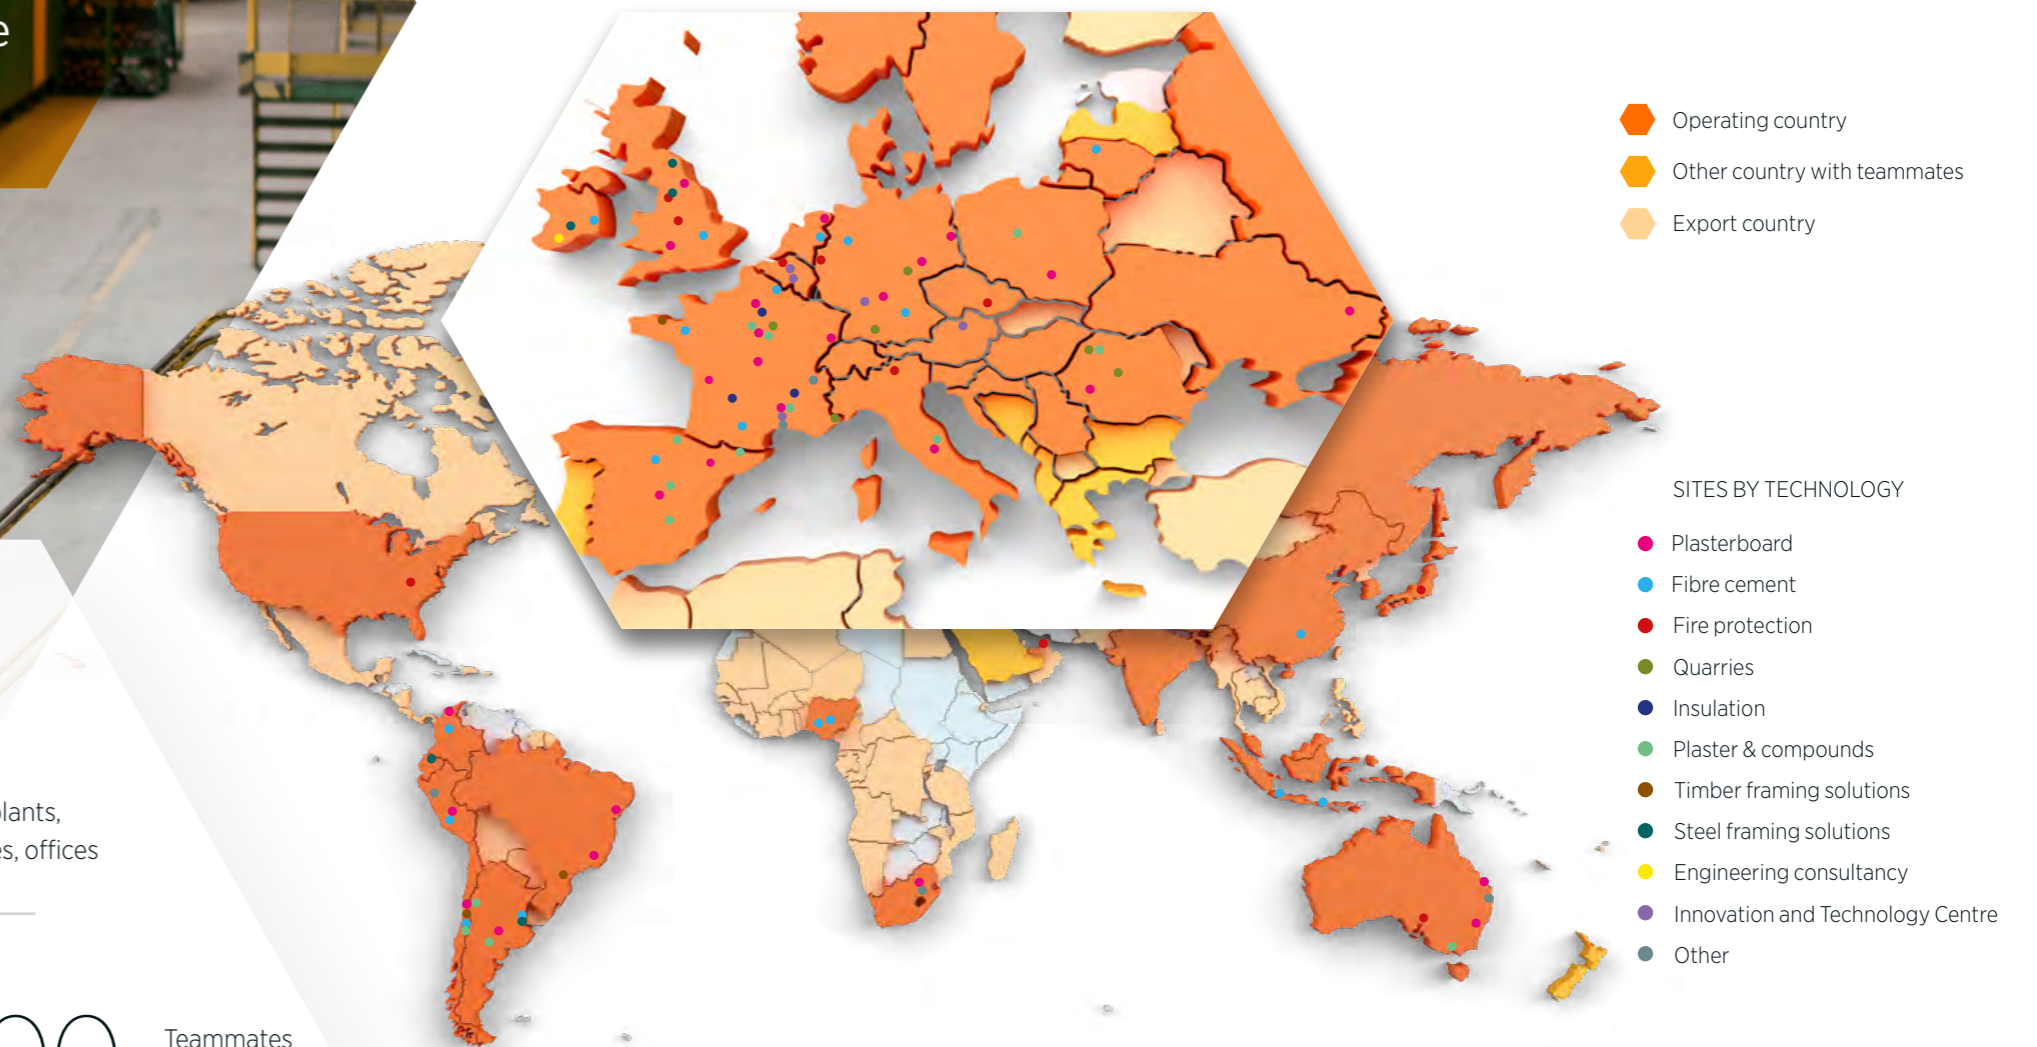 Operating country
Other country with teammates
Export country
SITES BY TECHNOLOGY
Plasterboard
Fibre cement
Fire protection
Quarries
Insulation
Plaster & compounds
Timber framing solutions
Steel framing solutions
Engineering consultancy
Innovation and Technology Centre
Other
offices
Teammates